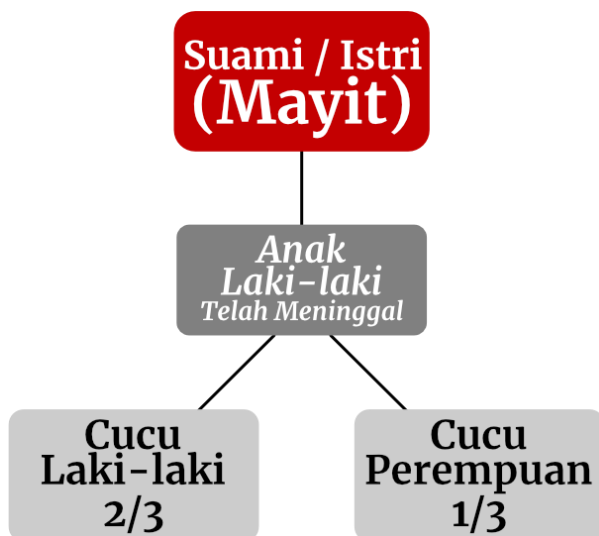 Suami / Istri
(Mayit)
Anak
Laki-laki
Telah Meninggal
Cucu
Laki-laki
2/3
Cucu
Perempuan
1/3